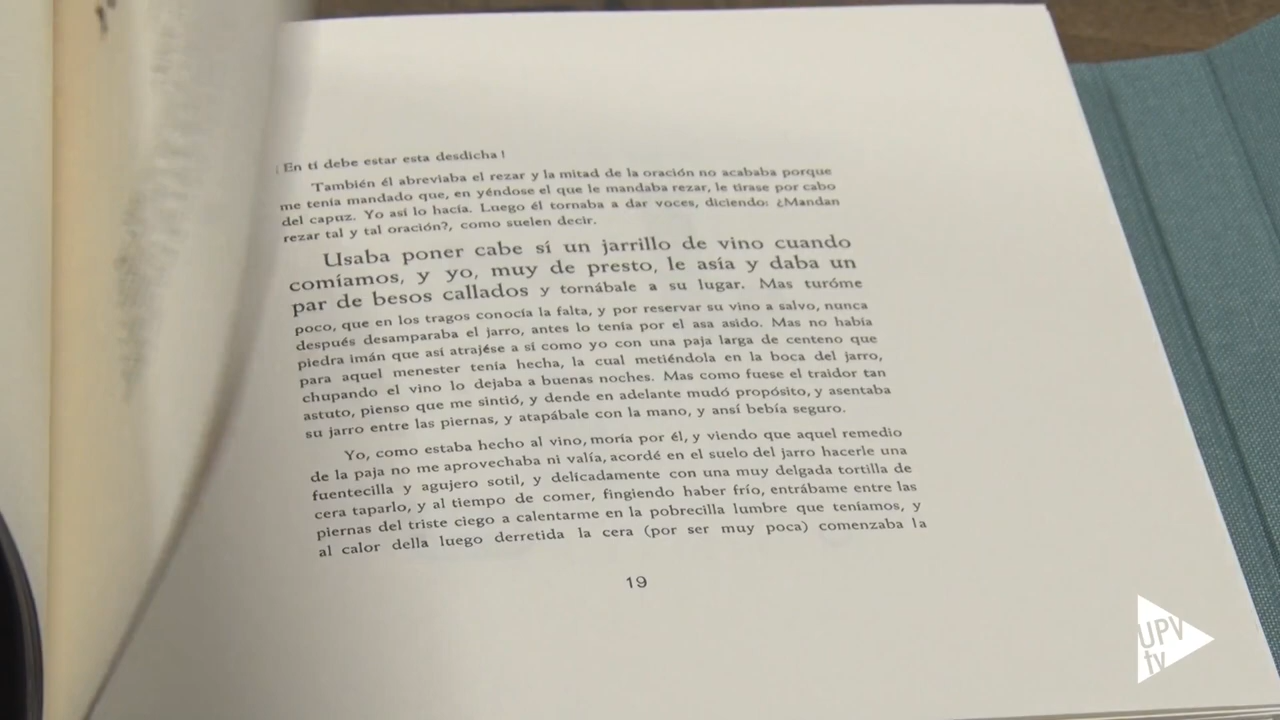 ¡En tí debe estar esta desdicha!
También él abreviaba el rezar y la mitad de la oración no acababa porque
me tenía mandado que, en yéndose el que le mandaba rezar, le tirase por cabo
del capuz. Yo así lo hacía. Luego él tornaba a dar voces, diciendo: ¿Mandan
rezar tal y tal oración?, como suelen decir.
Usaba poner cabe sí un jarrillo de vino cuando
comíamos, y yo, muy de presto, le asía y daba un
par de besos callados y tornábale a su lugar. Mas turóme
poco, que en los tragos conocía la falta, y por reservar su vino a salvo, nunca
después desamparaba el jarro, antes lo tenía por el asa asido. Mas no había
piedra imán que así atrajése a sí como yo con una paja larga de centeno que
para aquel menester tenía hecha, la cual metiéndola en la boca del jarro,
chupando el vino lo dejaba a buenas noches. Mas como fuese el traidor tan
astuto, pienso que me sintió, y dende en adelante mudó propósito, y asentaba
su jarro entre las piernas, y atapábale con la mano, y ansí bebía seguro.
Yo, como estaba hecho al vino, moría por él, y viendo que aquel remedio
de la paja no me aprovechaba ni valía, acordé en el suelo del jarro hacerle una
fuentecilla y agujero sotil, y delicadamente con una muy delgada tortilla de
cera taparlo, y al tiempo de comer, fingiendo haber frío, entrábame entre las
piernas del triste ciego a calentarme en la pobrecilla lumbre que teníamos, y
al calor della luego derretida la cera (por ser muy poca) comenzaba la
19
UPV
tv